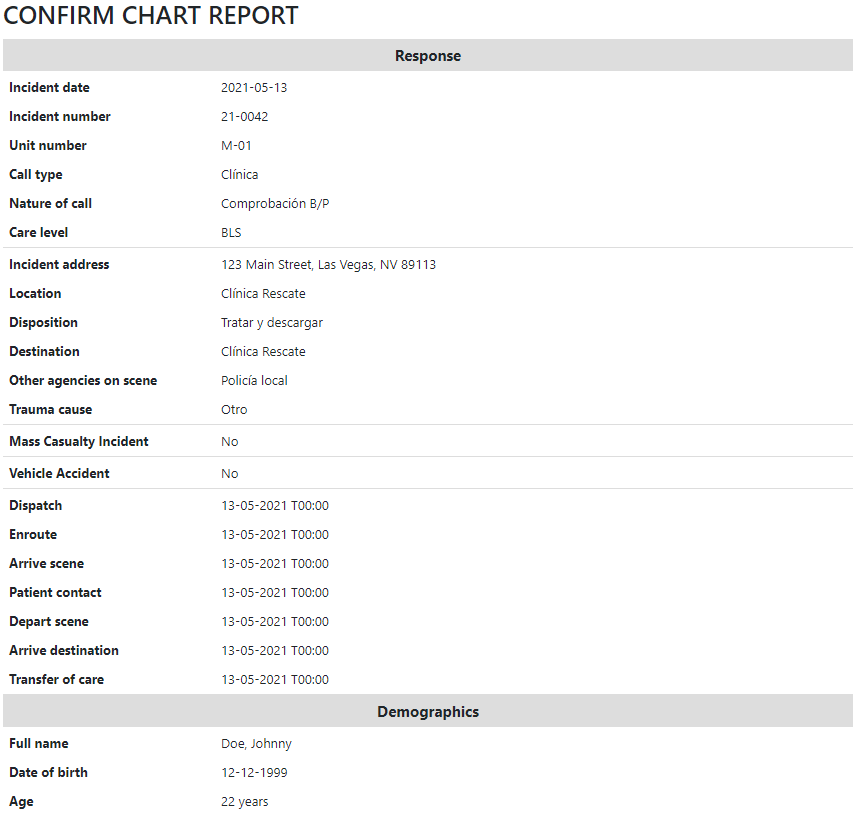 CONFIRM CHART REPORT
Response
Incident date 2021-05-13
Incident number 21-0042
Unit number M-01
Call type Clínica
Nature of call Comprobación B/P
Care level BLS
Incident address 123 Main Street, Las Vegas, NV 89113
Location Clínica Rescate
Disposition Tratar y descargar
Destination Clínica Rescate
Other agencies on scene Policía local
Trauma cause Otro
Mass Casualty Incident No
Vehicle Accident No
Dispatch 13-05-2021 T00:00
Enroute 13-05-2021 T00:00
Arrive scene 13-05-2021 T00:00
Patient contact 13-05-2021 T00:00
Depart scene 13-05-2021 T00:00
Arrive destination 13-05-2021 T00:00
Transfer of care 13-05-2021 T00:00
Demographics
Full name Doe, Johnny
Date of birth 12-12-1999
Age 22 years